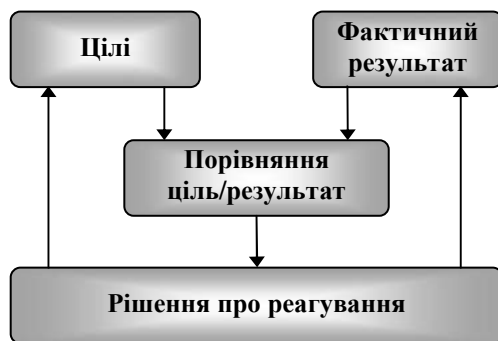 Цілі
Фактичний
результат
Порівняння
ціль/результат
Рішення про реагування